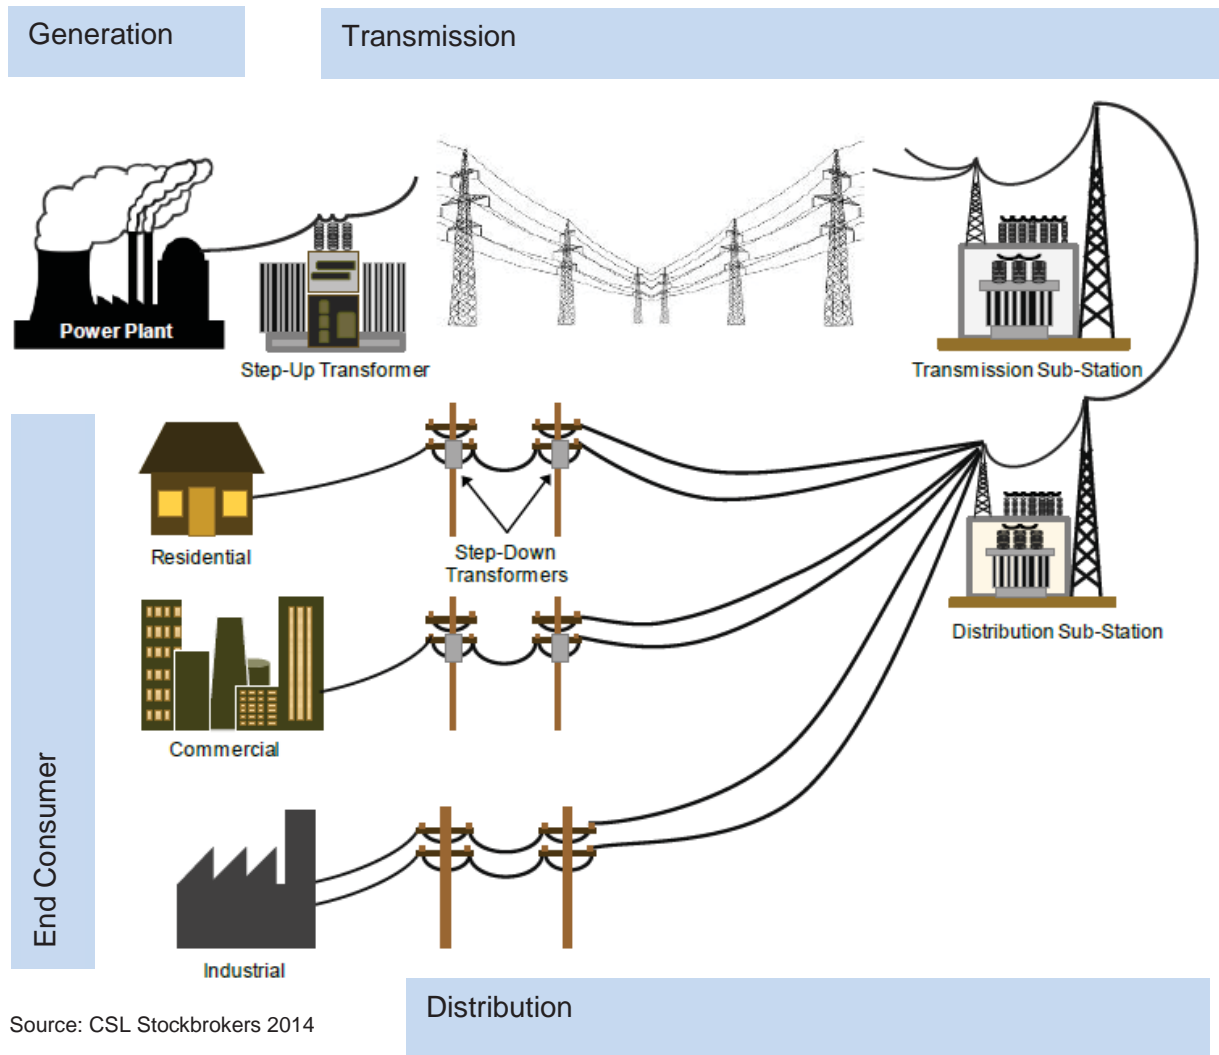 Generation
Transmission
Power Plant
Step-Up Transformer
Transmission Sub-Station
Residential
Step-Down
Transformers
Distribution Sub-Station
Commercial
End Consumer
Industrial
Distribution
Source: CSL Stockbrokers 2014